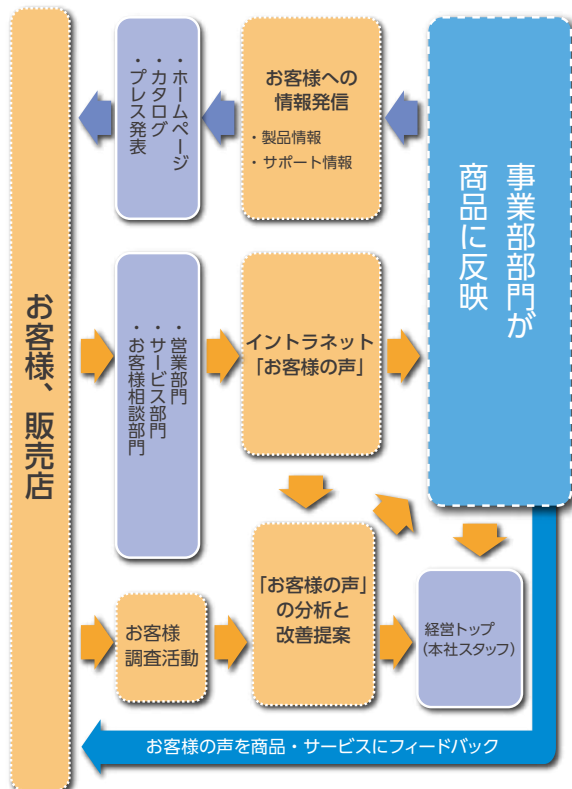 お客様、販売店
・ホームページ
・カタログ
・プレス発表
お客様への
情報発信
・製品情報
・サポート情報
事業部部門が
商品に反映
・営業部門
・サービス部門
・お客様相談部門
イントラネット
「お客様の声」
お客様
調査活動
「お客様の声」
の分析と
改善提案
経営トップ
(本社スタッフ)
お客様の声を商品・サービスにフィードバック